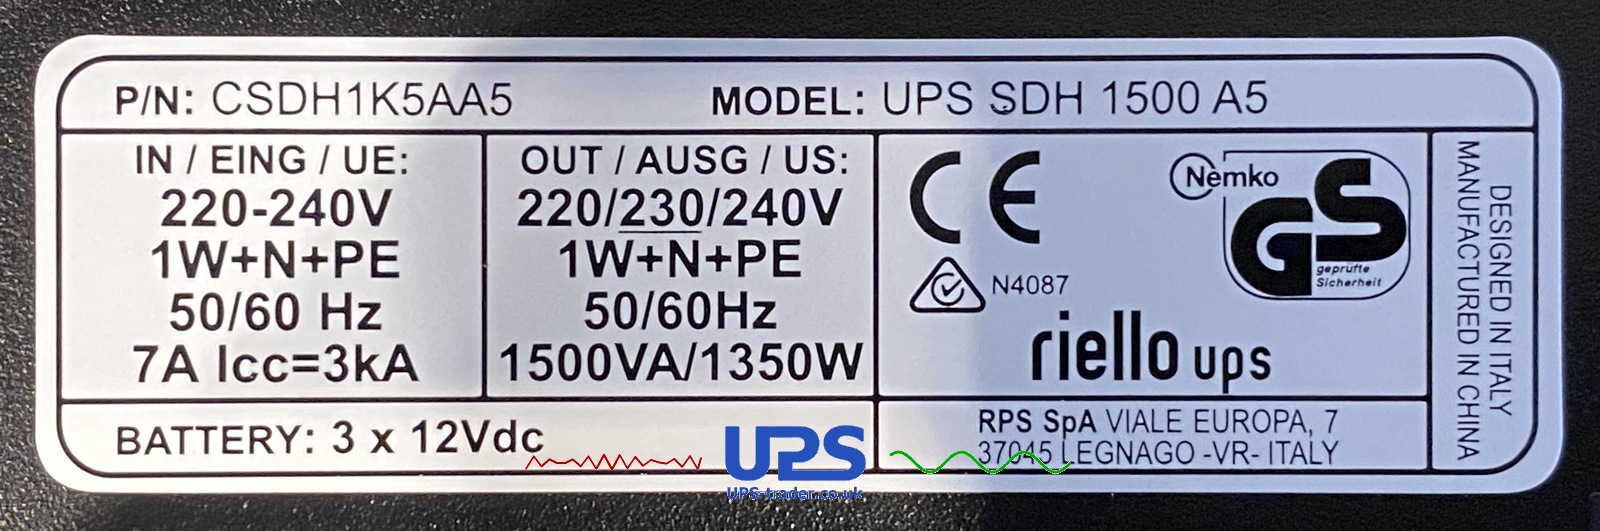 P/N: CSDH1K5AA5 MODEL: UPS SDH 1500 A5
IN / EING / UE:
220-240V
1W+N+PE
50/60 Hz
7A Icc=3kA
OUT / AUSG / US:
220/230/240V
1W+N+PE
50/60Hz
1500VA/1350W
CE
N4087
Nemko
GS
geprüfte
Sicherheit
riello ups
DESIGNED IN ITALY
MANUFACTURED IN CHINA
BATTERY: 3 x 12Vdc
RPS SpA VIALE EUROPA, 7
37045 LEGNAGO -VR- ITALY
UPS
UPS-trader.co.uk